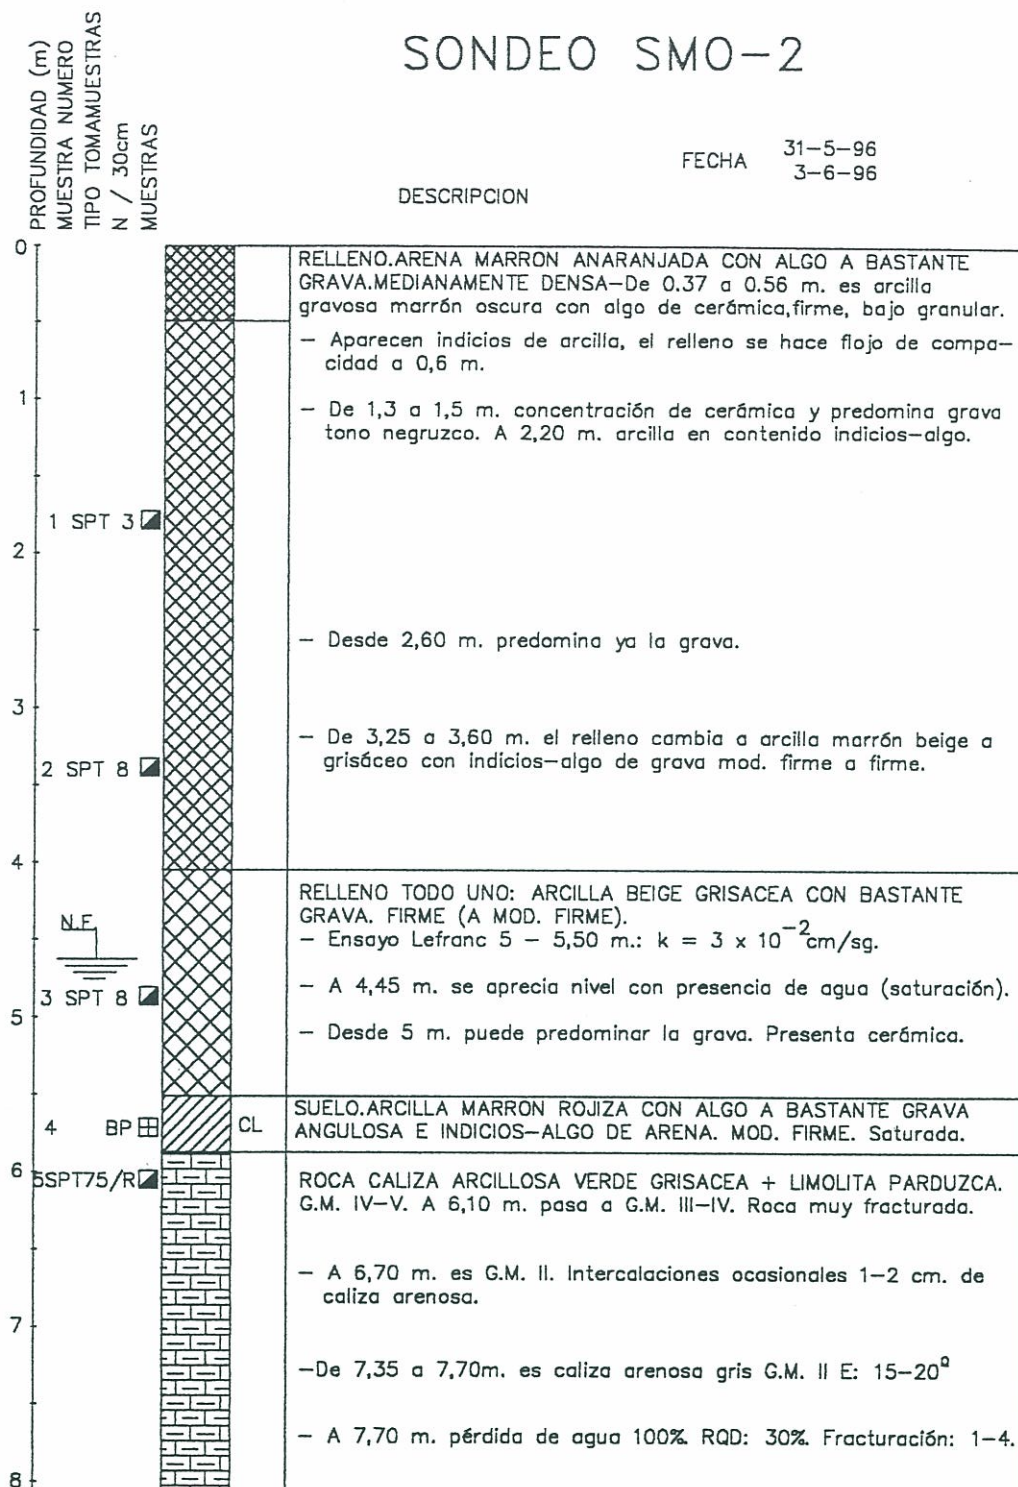 SONDEO SMO-2
PROFUNDIDAD (m)
MUESTRA NUMERO
TIPO TOMAMUESTRAS
N / 30cm
MUESTRAS
FECHA 31-5-96
3-6-96
DESCRIPCION
0
RELLENO.ARENA MARRON ANARANJADA CON ALGO A BASTANTE
GRAVA.MEDIANAMENTE DENSA-De 0.37 a 0.56 m. es arcilla
gravosa marrón oscura con algo de cerámica,firme, bajo granular.
- Aparecen indicios de arcilla, el relleno se hace flojo de compa-
cidad a 0,6 m.
1
- De 1,3 a 1,5 m. concentración de cerámica y predomina grava
tono negruzco. A 2,20 m. arcilla en contenido indicios-algo.
1 SPT 3
2
- Desde 2,60 m. predomina ya la grava.
3
- De 3,25 a 3,60 m. el relleno cambia a arcilla marrón beige a
grisáceo con indicios-algo de grava mod. firme a firme.
2 SPT 8
4
RELLENO TODO UNO: ARCILLA BEIGE GRISACEA CON BASTANTE
GRAVA. FIRME (A MOD. FIRME).
N.F.
- Ensayo Lefranc 5 - 5,50 m.: k = 3 x 10⁻²cm/sg.
- A 4,45 m. se aprecia nivel con presencia de agua (saturación).
3 SPT 8
5
- Desde 5 m. puede predominar la grava. Presenta cerámica.
4 BP CL
SUELO.ARCILLA MARRON ROJIZA CON ALGO A BASTANTE GRAVA
ANGULOSA E INDICIOS-ALGO DE ARENA. MOD. FIRME. Saturada.
6
5SPT75/R
ROCA CALIZA ARCILLOSA VERDE GRISACEA + LIMOLITA PARDUZCA.
G.M. IV-V. A 6,10 m. pasa a G.M. III-IV. Roca muy fracturada.
- A 6,70 m. es G.M. II. Intercalaciones ocasionales 1-2 cm. de
caliza arenosa.
7
-De 7,35 a 7,70m. es caliza arenosa gris G.M. II E: 15-20º
- A 7,70 m. pérdida de agua 100%. RQD: 30%. Fracturación: 1-4.
8